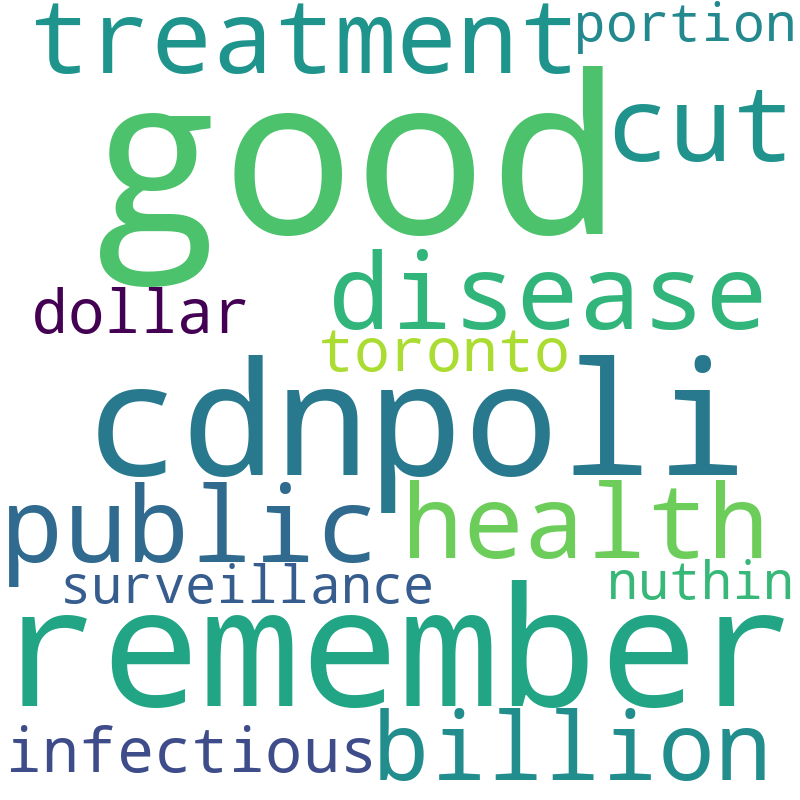 treatment portion
good cut
dollar disease
toronto
cdnpoli
public health
surveillance nuthin
remember
infectious billion